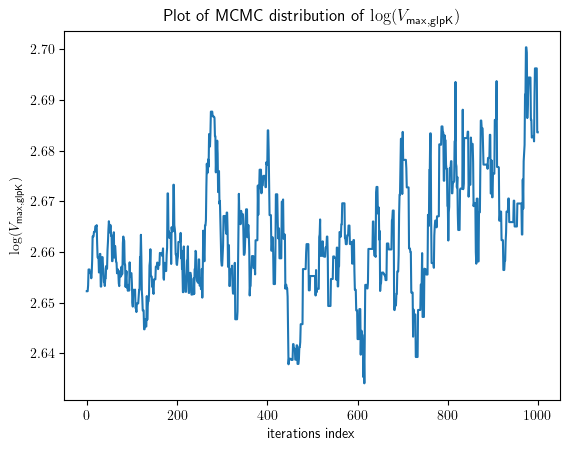 Plot of MCMC distribution of log(V_max,glpK)
log(V_max,glpK)
2.70
2.69
2.68
2.67
2.66
2.65
2.64
0 200 400 600 800 1000
iterations index